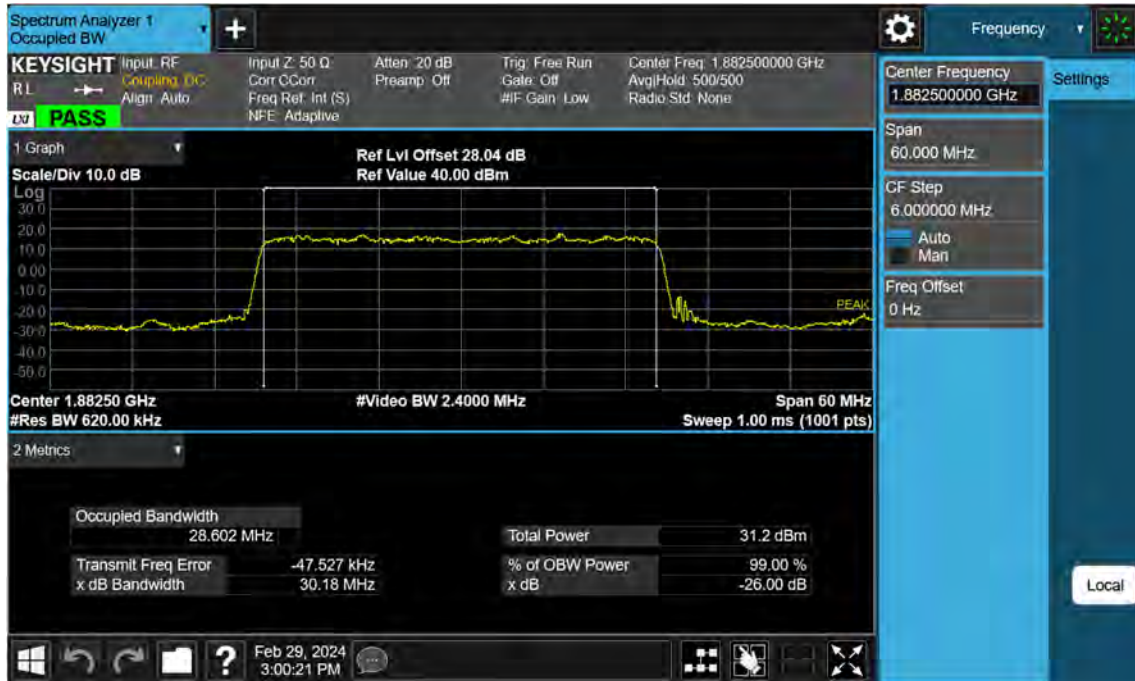 Spectrum Analyzer 1
Occupied BW
+
Frequency
KEYSIGHT
RL
LXI PASS
Input: RF
Coupling: DC
Align: Auto
Input Z: 50 Ω
Corr CCorr
Freq Ref: Int (S)
NFE: Adaptive
Atten: 20 dB
Preamp: Off
Trig: Free Run
Gate: Off
#IF Gain: Low
Center Freq: 1.882500000 GHz
Avg|Hold: 500/500
Radio Std: None
Center Frequency
1.882500000 GHz
Settings
Span
60.000 MHz
CF Step
6.000000 MHz
Auto
Man
Freq Offset
0 Hz
1 Graph
Scale/Div 10.0 dB
Ref Lvl Offset 28.04 dB
Ref Value 40.00 dBm
Log
30.0
20.0
10.0
0.00
-10.0
-20.0
-30.0
-40.0
-50.0
PEAK
Center 1.88250 GHz
#Video BW 2.4000 MHz
Span 60 MHz
#Res BW 620.00 kHz
Sweep 1.00 ms (1001 pts)
2 Metrics
Occupied Bandwidth
28.602 MHz
Total Power 31.2 dBm
Transmit Freq Error -47.527 kHz
% of OBW Power 99.00 %
x dB Bandwidth 30.18 MHz
x dB -26.00 dB
Local
?
Feb 29, 2024
3:00:21 PM